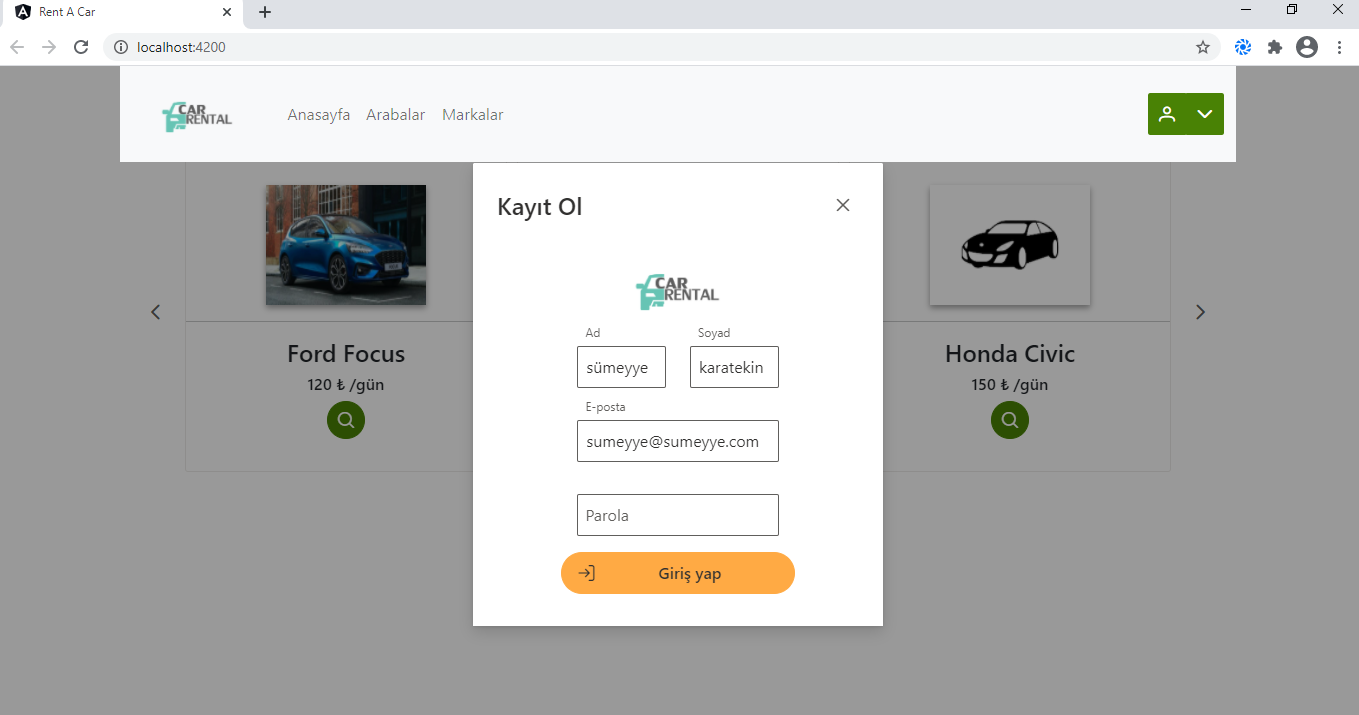 Rent A Car
localhost:4200
CAR RENTAL
Anasayfa Arabalar Markalar
Kayıt Ol
CAR RENTAL
Ad Soyad
sümeyye karatekin
E-posta
sumeyye@sumeyye.com
Parola
Giriş yap
Ford Focus
120 ₺ /gün
Honda Civic
150 ₺ /gün